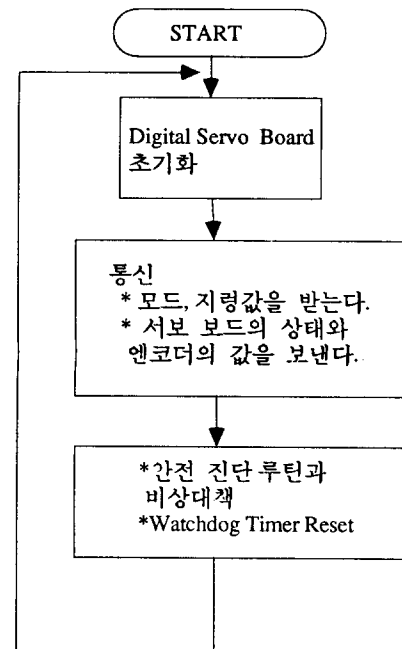 START
Digital Servo Board
초기화
통신
* 모드, 지령값을 받는다.
* 서보 보드의 상태와
엔코더의 값을 보낸다.
*안전 진단 루틴과
비상대책
*Watchdog Timer Reset